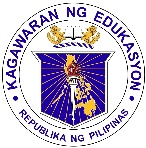 KAGAWARAN NG EDUKASYON
REPUBLIKA NG PILIPINAS